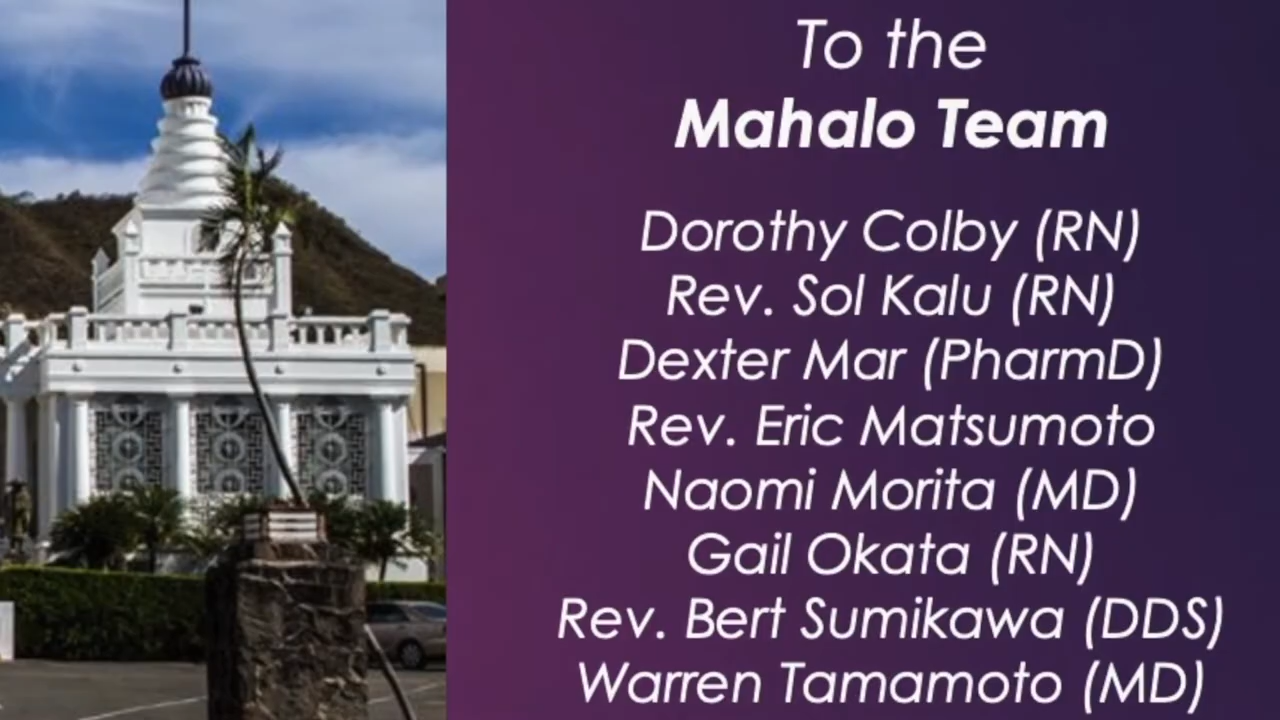 To the
Mahalo Team
Dorothy Colby (RN)
Rev. Sol Kalu (RN)
Dexter Mar (PharmD)
Rev. Eric Matsumoto
Naomi Morita (MD)
Gail Okata (RN)
Rev. Bert Sumikawa (DDS)
Warren Tamamoto (MD)